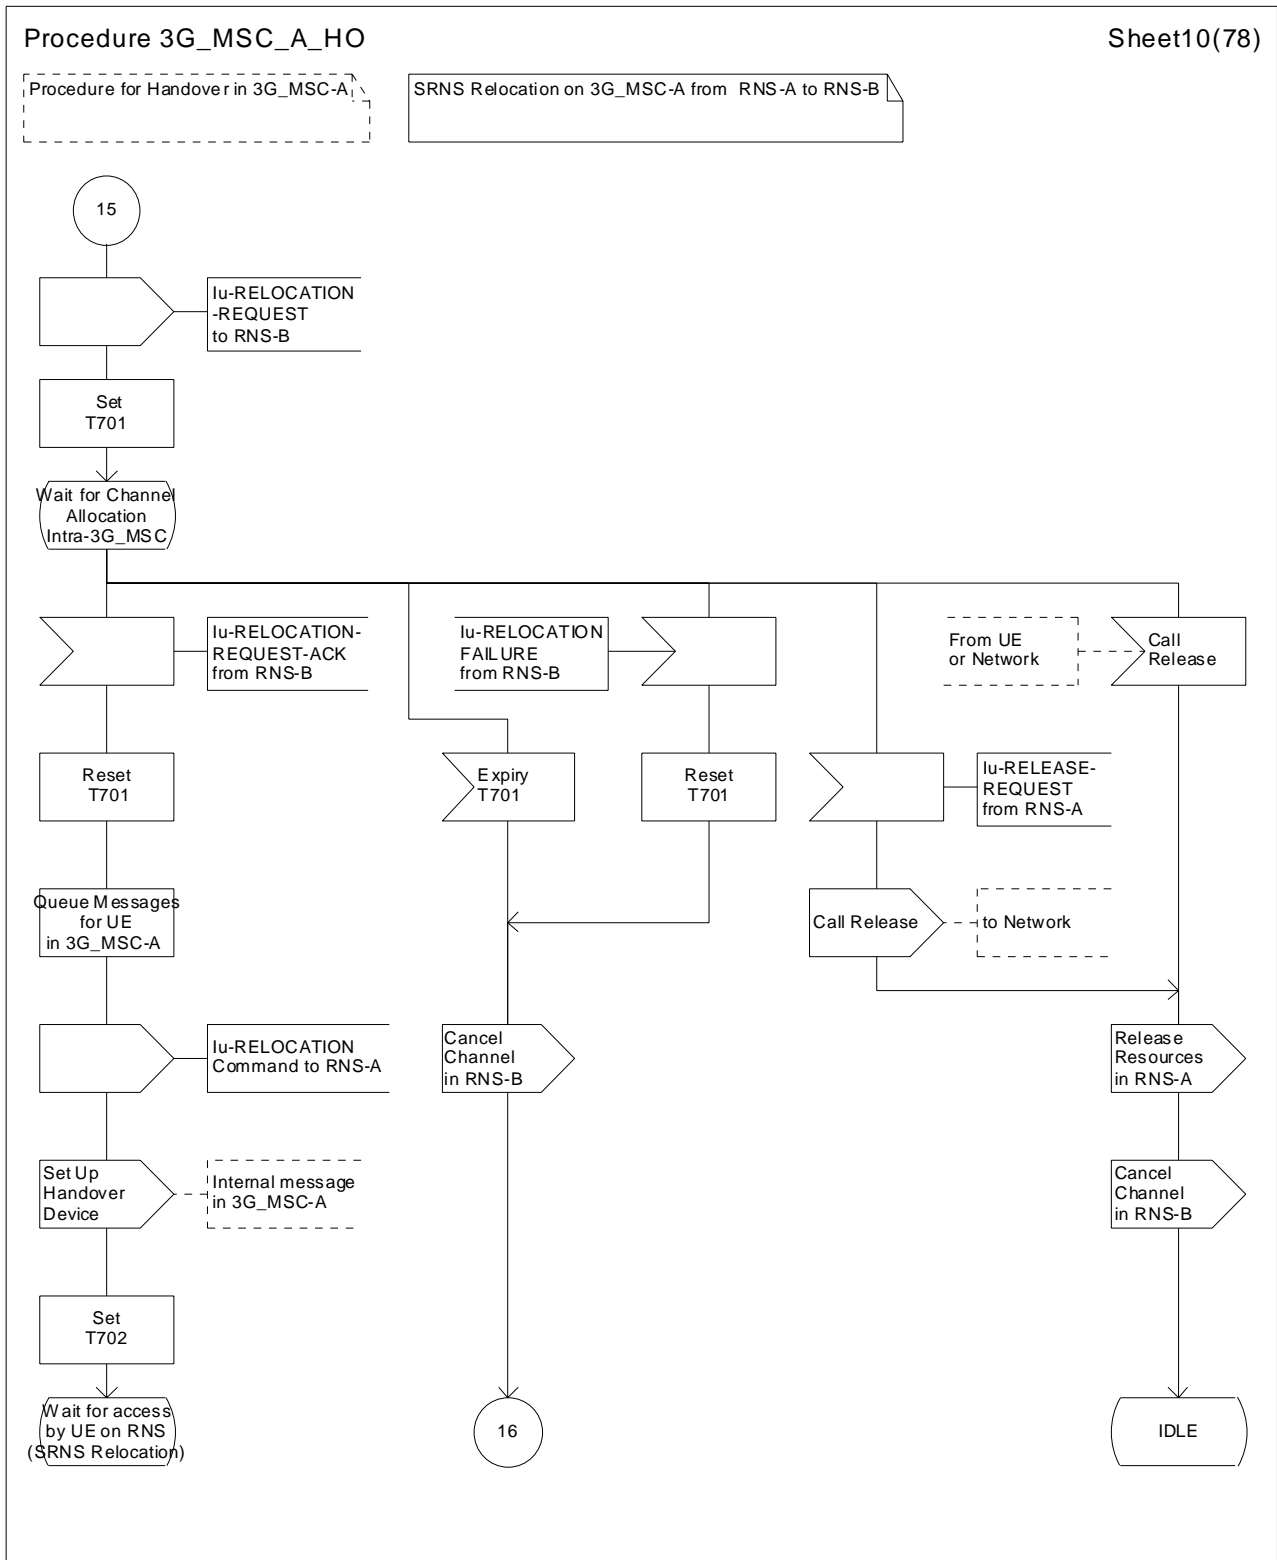 Procedure 3G_MSC_A_HO
Sheet10(78)
Procedure for Handover in 3G_MSC-A
SRNS Relocation on 3G_MSC-A from RNS-A to RNS-B
15
Iu-RELOCATION
-REQUEST
to RNS-B
Set
T701
Wait for Channel
Allocation
Intra-3G_MSC
Iu-RELOCATION-
REQUEST-ACK
from RNS-B
Iu-RELOCATION
FAILURE
from RNS-B
From UE
or Network
Call
Release
Reset
T701
Expiry
T701
Reset
T701
Iu-RELEASE-
REQUEST
from RNS-A
Queue Messages
for UE
in 3G_MSC-A
Call Release
to Network
Iu-RELOCATION
Command to RNS-A
Cancel
Channel
in RNS-B
Release
Resources
in RNS-A
Set Up
Handover
Device
Internal message
in 3G_MSC-A
Cancel
Channel
in RNS-B
Set
T702
Wait for access
by UE on RNS
(SRNS Relocation)
16
IDLE